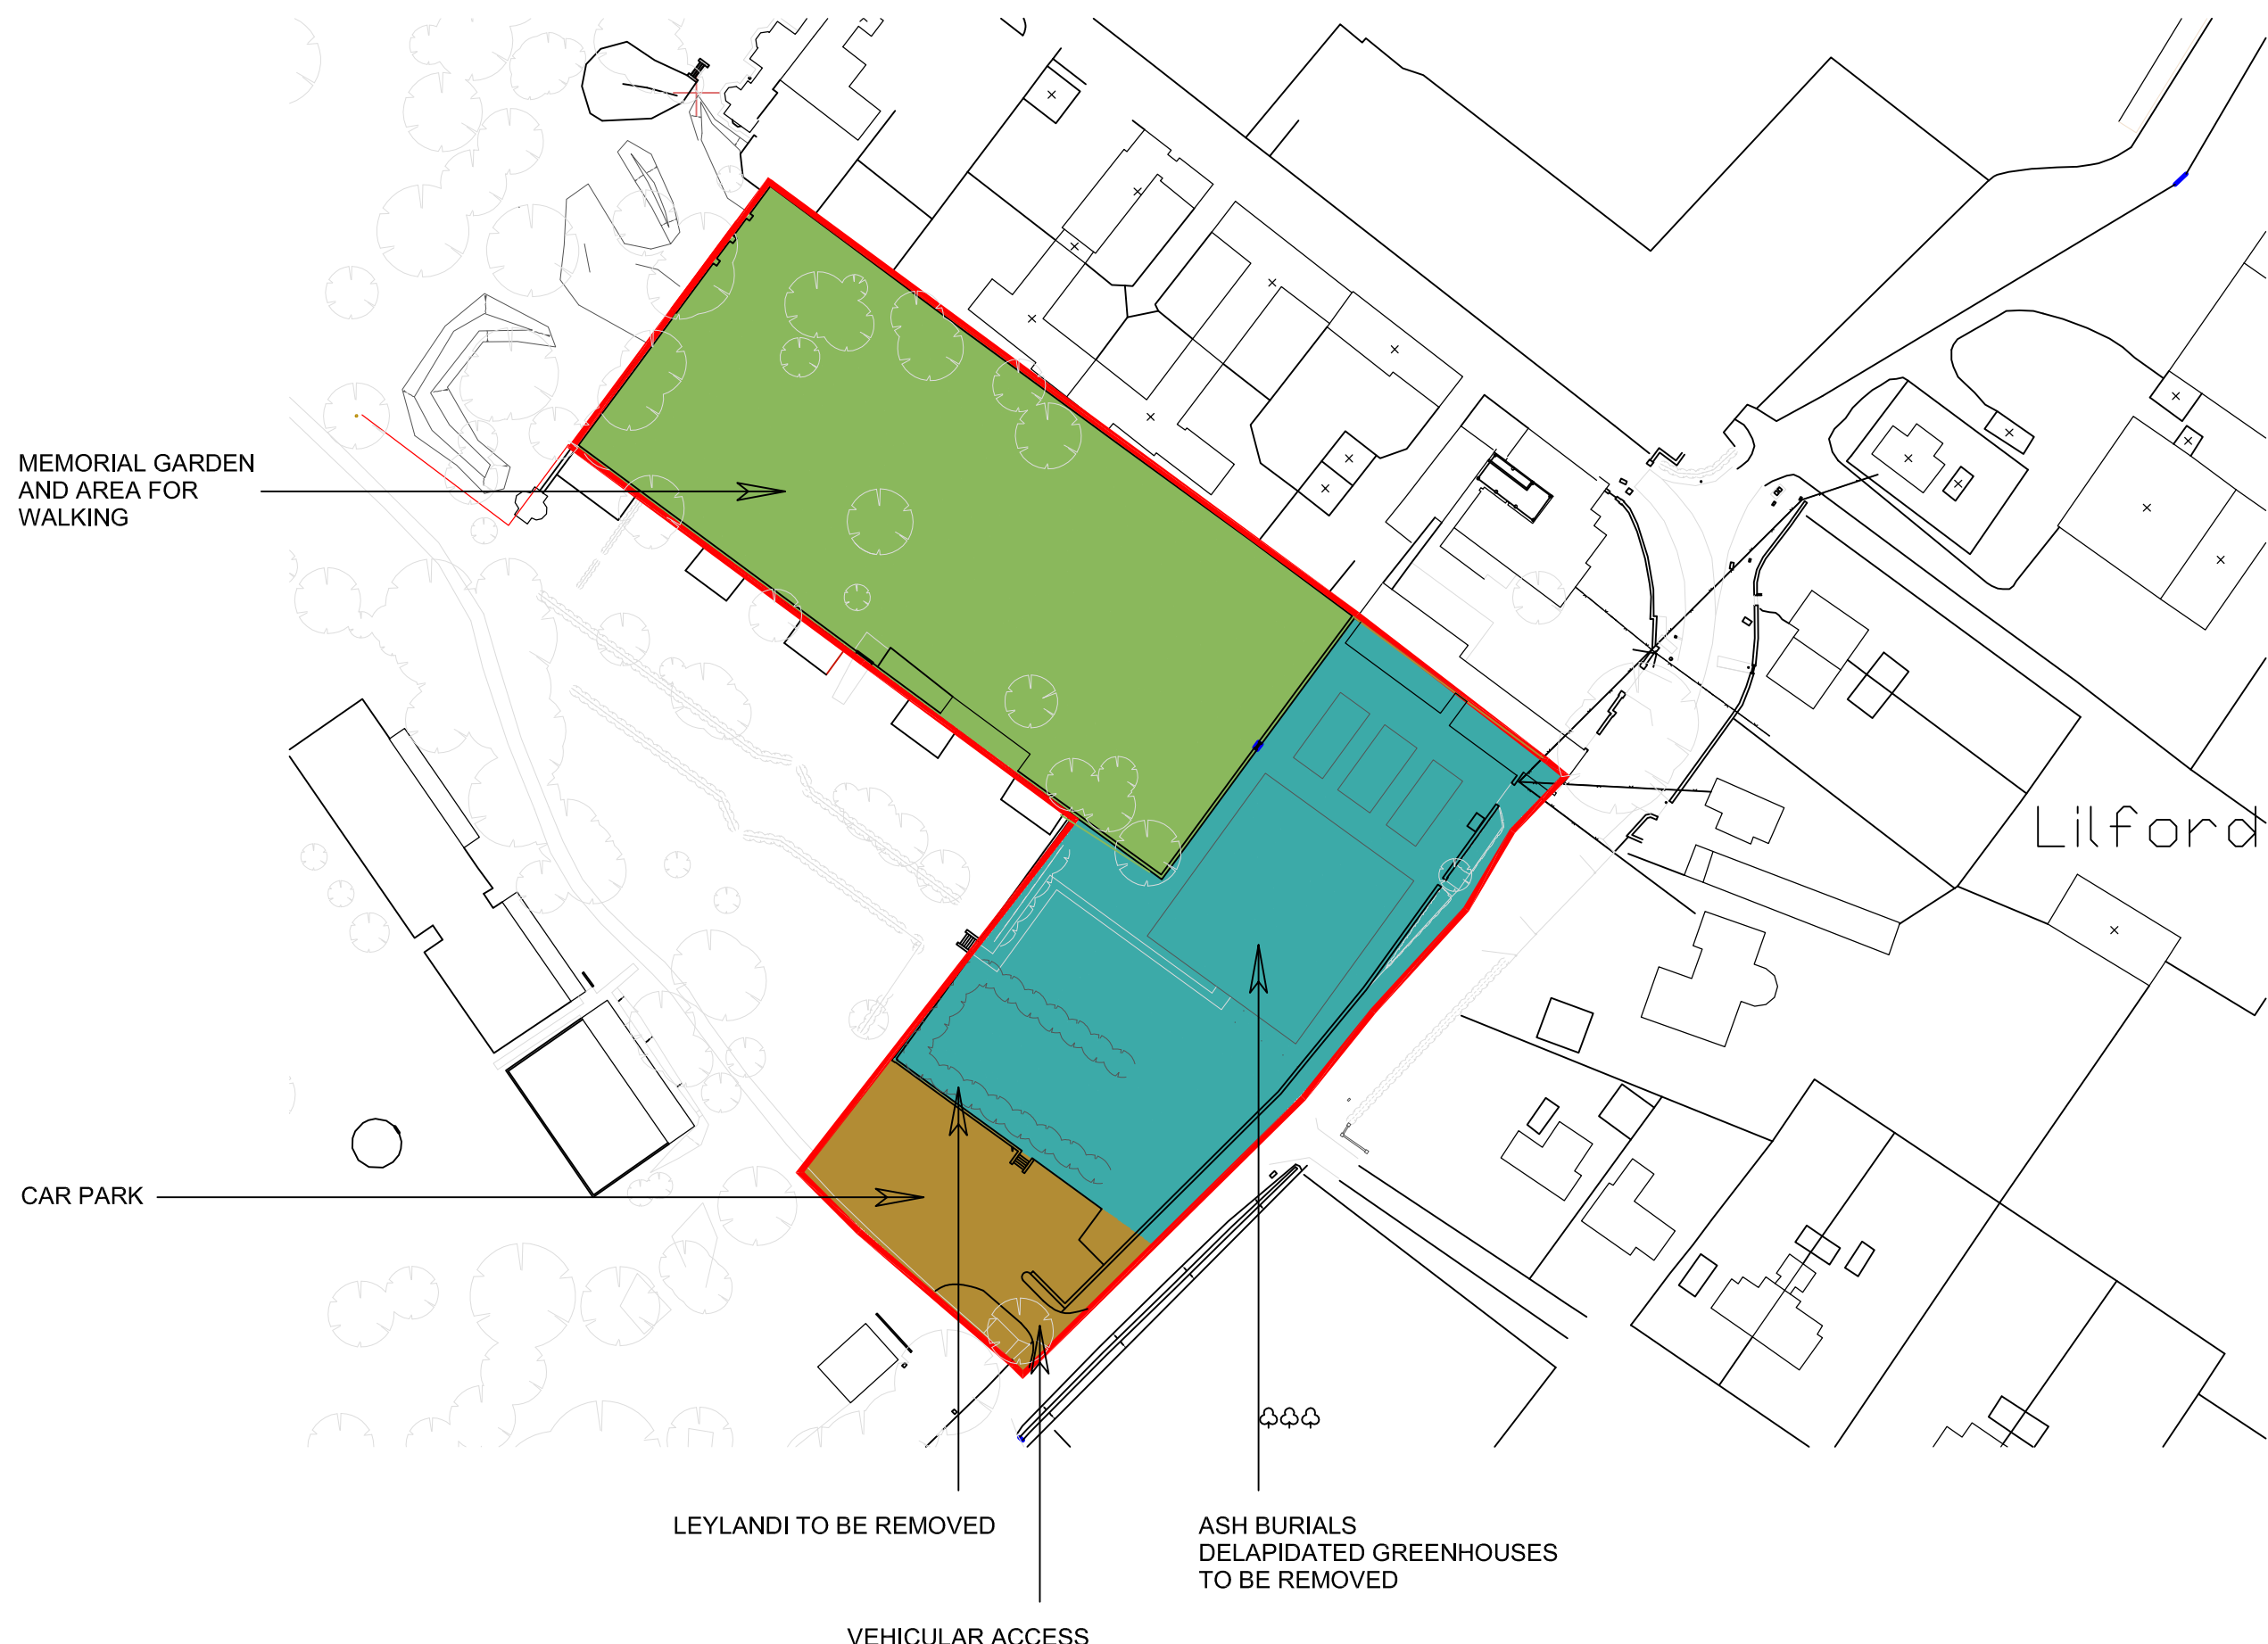 MEMORIAL GARDEN
AND AREA FOR
WALKING
Lilford
CAR PARK
LEYLANDI TO BE REMOVED
ASH BURIALS
DELAPIDATED GREENHOUSES
TO BE REMOVED
VEHICULAR ACCESS